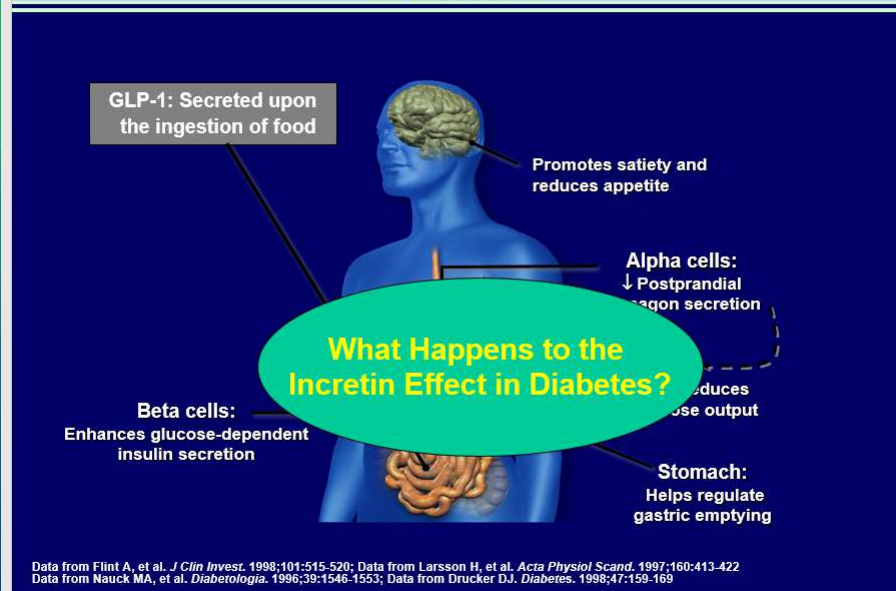 GLP-1: Secreted upon
the ingestion of food
Promotes satiety and
reduces appetite
Alpha cells:
↓ Postprandial
secretion
What Happens to the
Incretin Effect in Diabetes?
output
Beta cells:
Enhances glucose-dependent
insulin secretion
Stomach:
Helps regulate
gastric emptying
Data from Flint A, et al. J Clin Invest. 1998;101:515-520; Data from Larsson H, et al. Acta Physiol Scand. 1997;160:413-422
Data from Nauck MA, et al. Diabetologia. 1996;39:1546-1553; Data from Drucker DJ. Diabetes. 1998;47:159-169